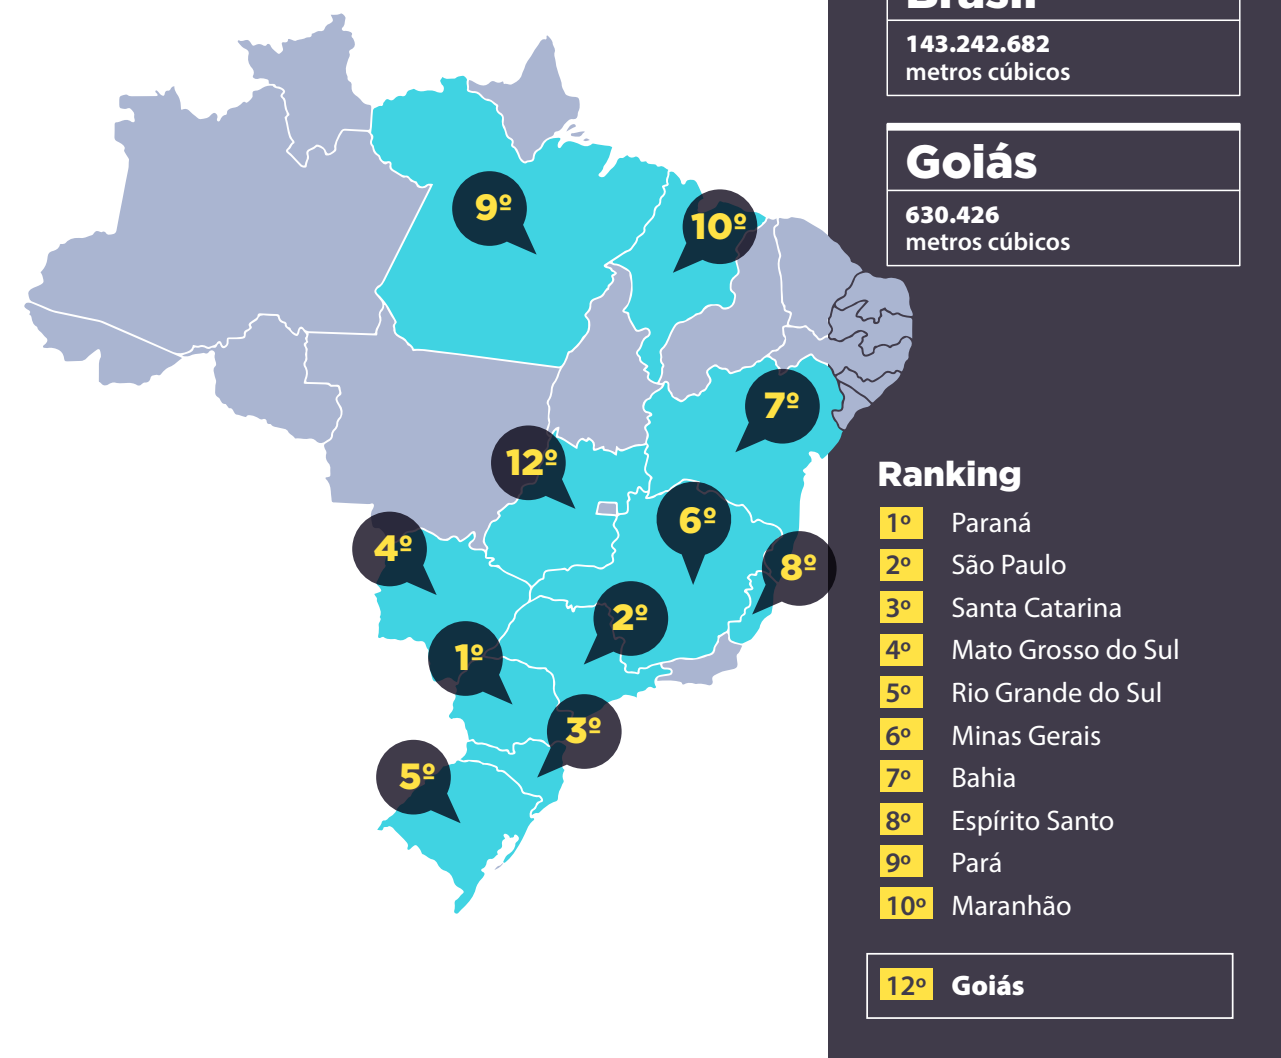 Brasil
143.242.682
metros cúbicos
Goiás
630.426
metros cúbicos
9º
10º
7º
12º
6º
4º
8º
2º
1º
3º
5º
Ranking
1º Paraná
2º São Paulo
3º Santa Catarina
4º Mato Grosso do Sul
5º Rio Grande do Sul
6º Minas Gerais
7º Bahia
8º Espírito Santo
9º Pará
10º Maranhão
12º Goiás